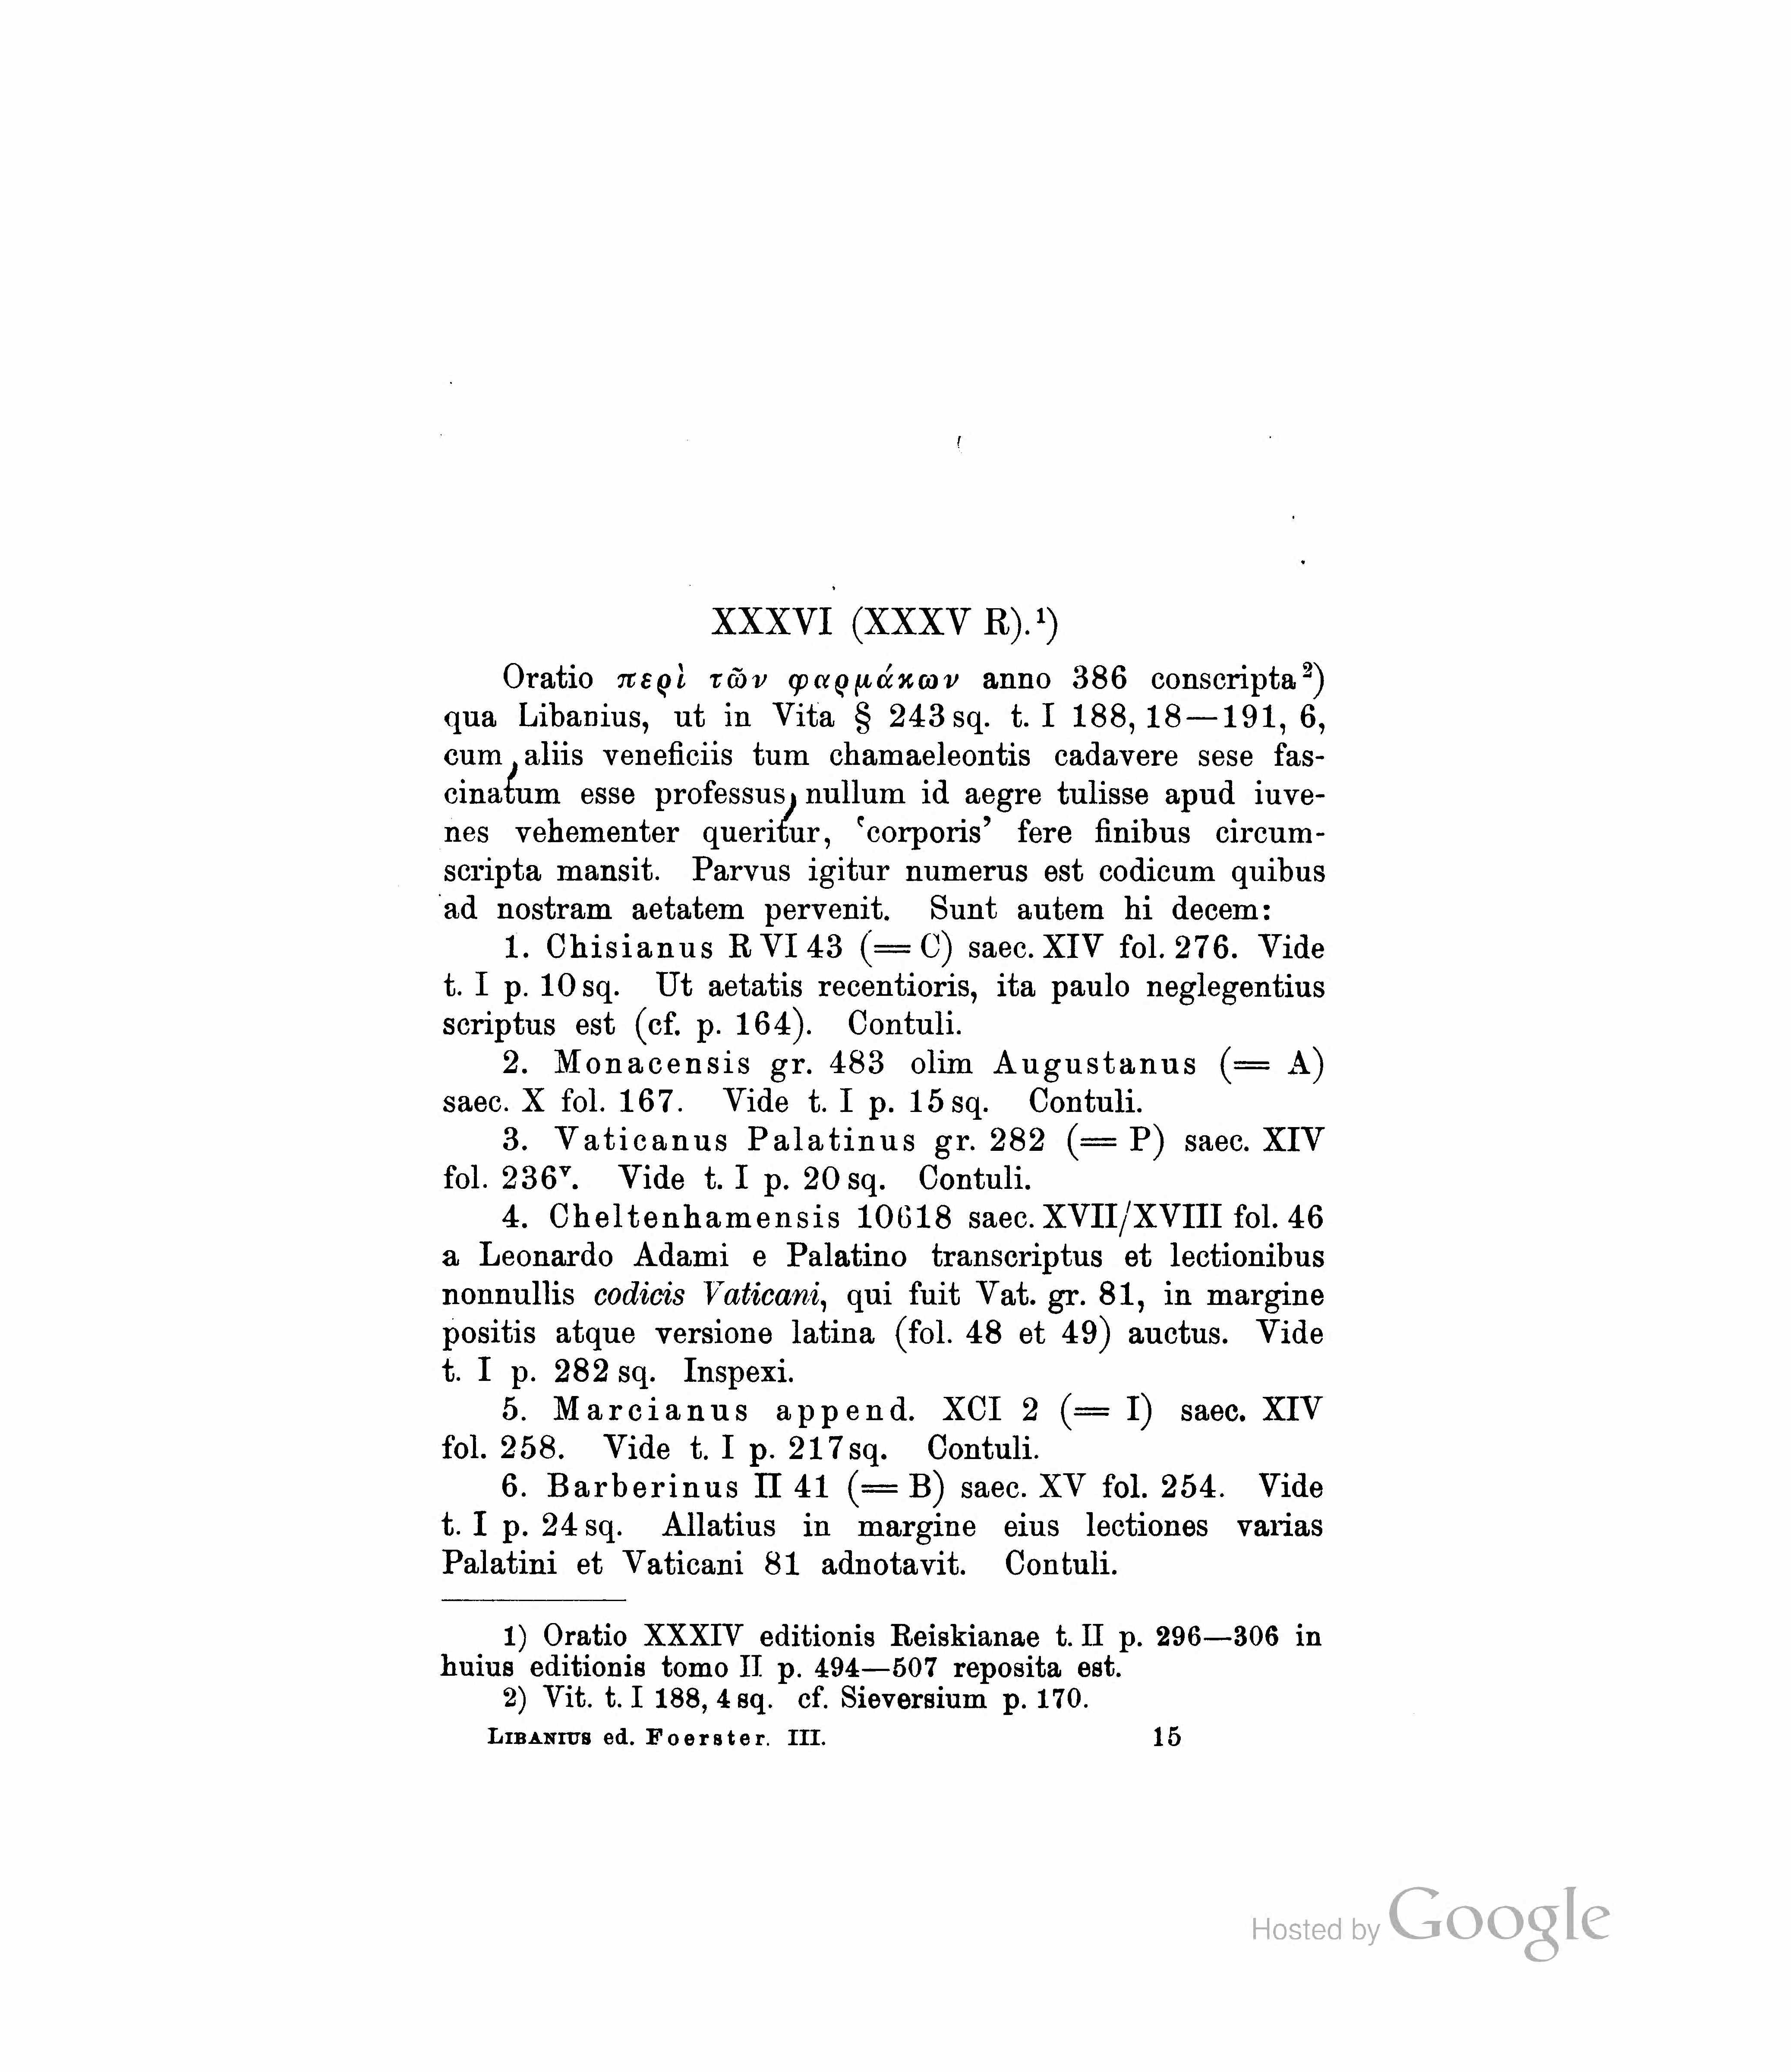 XXXVI (XXXV R).¹)
Oratio περὶ τῶν φαρμάκων anno 386 conscripta²)
qua Libanius, ut in Vita § 243 sq. t. I 188, 18—191, 6,
cum, aliis veneficiis tum chamaeleontis cadavere sese fas-
cinatum esse professus, nullum id aegre tulisse apud iuve-
nes vehementer queritur, ‘corporis’ fere finibus circum-
scripta mansit. Parvus igitur numerus est codicum quibus
ad nostram aetatem pervenit. Sunt autem hi decem:
1. Chisianus R VI 43 (= C) saec. XIV fol. 276. Vide
t. I p. 10 sq. Ut aetatis recentioris, ita paulo neglegentius
scriptus est (cf. p. 164). Contuli.
2. Monacensis gr. 483 olim Augustanus (= A)
saec. X fol. 167. Vide t. I p. 15 sq. Contuli.
3. Vaticanus Palatinus gr. 282 (= P) saec. XIV
fol. 236ᵛ. Vide t. I p. 20 sq. Contuli.
4. Cheltenhamensis 10618 saec. XVII/XVIII fol. 46
a Leonardo Adami e Palatino transcriptus et lectionibus
nonnullis codicis Vaticani, qui fuit Vat. gr. 81, in margine
positis atque versione latina (fol. 48 et 49) auctus. Vide
t. I p. 282 sq. Inspexi.
5. Marcianus append. XCI 2 (= I) saec. XIV
fol. 258. Vide t. I p. 217 sq. Contuli.
6. Barberinus II 41 (= B) saec. XV fol. 254. Vide
t. I p. 24 sq. Allatius in margine eius lectiones varias
Palatini et Vaticani 81 adnotavit. Contuli.
1) Oratio XXXIV editionis Reiskianae t. II p. 296—306 in
huius editionis tomo II p. 494—507 reposita est.
2) Vit. t. I 188, 4 sq. cf. Sieversium p. 170.
LIBANIUS ed. Foerster. III. 15
Hosted by Google